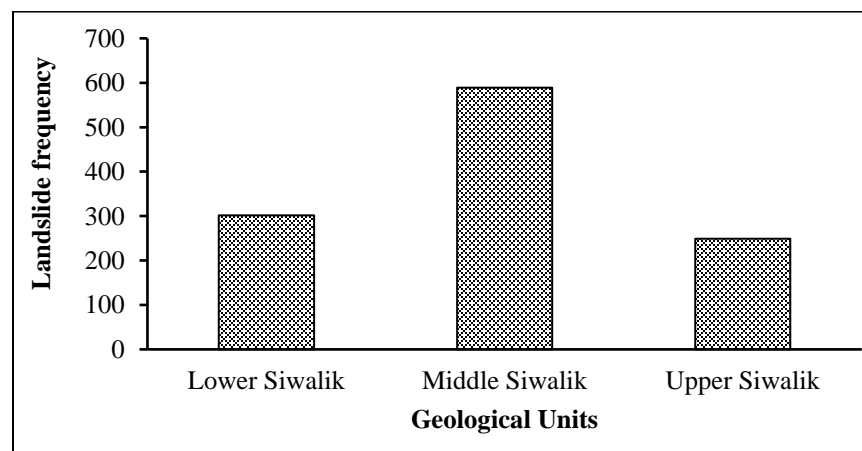 700
600
500
400
300
200
100
0
Landslide frequency
Lower Siwalik Middle Siwalik Upper Siwalik
Geological Units